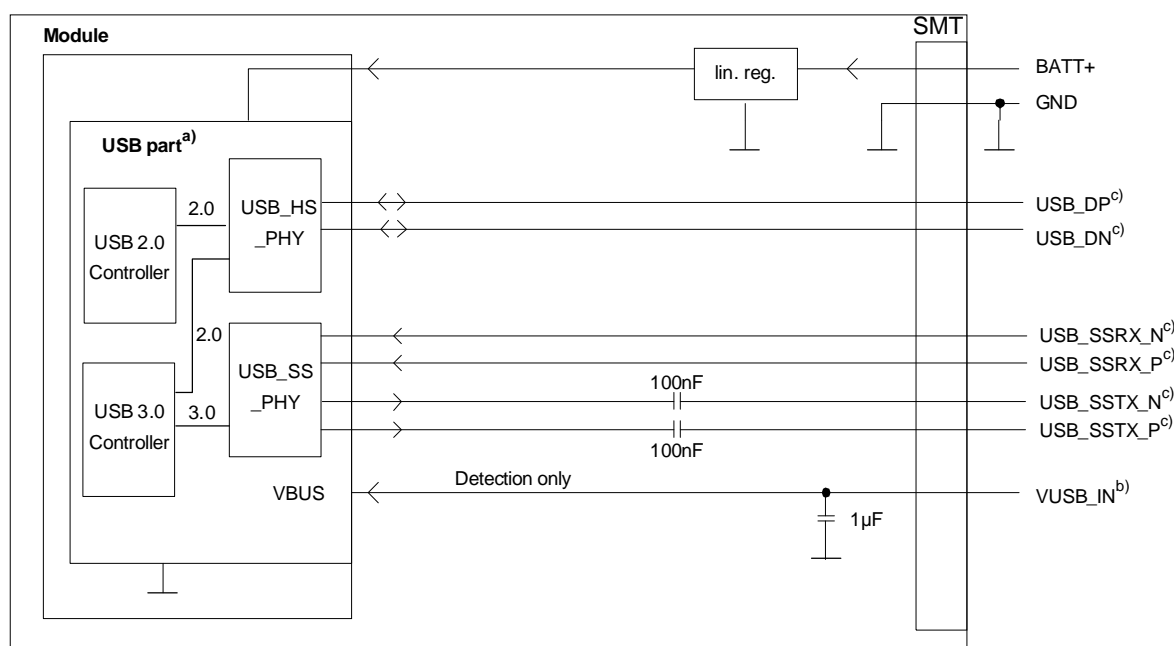 SMT
Module
lin. reg.
BATT+
GND
USB part a)
2.0
USB_HS
_PHY
USB 2.0
Controller
USB_DP c)
USB_DN c)
2.0
USB_SS
_PHY
USB 3.0
Controller
3.0
USB_SSRX_N c)
USB_SSRX_P c)
100nF
USB_SSTX_N c)
USB_SSTX_P c)
100nF
VBUS
Detection only
VUSB_IN b)
1µF